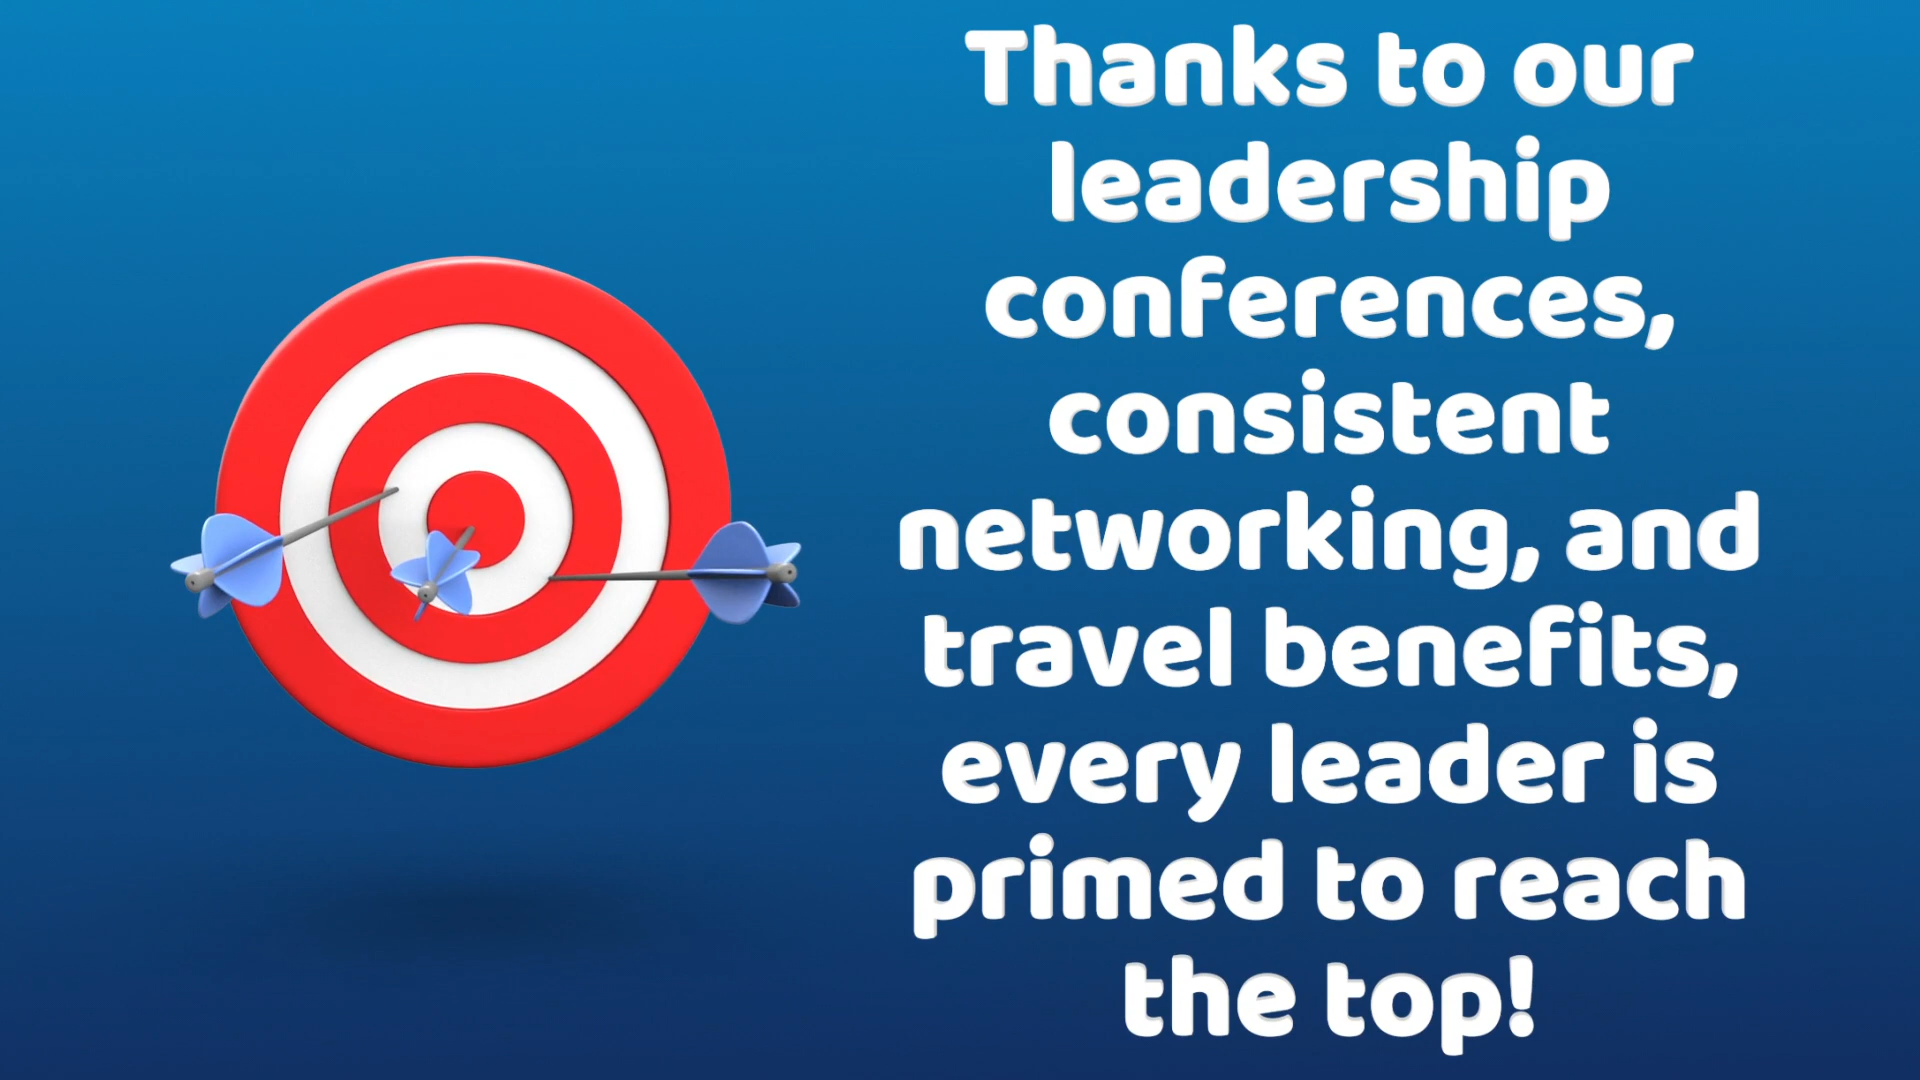 Thanks to our
leadership
conferences,
consistent
networking, and
travel benefits,
every leader is
primed to reach
the top!